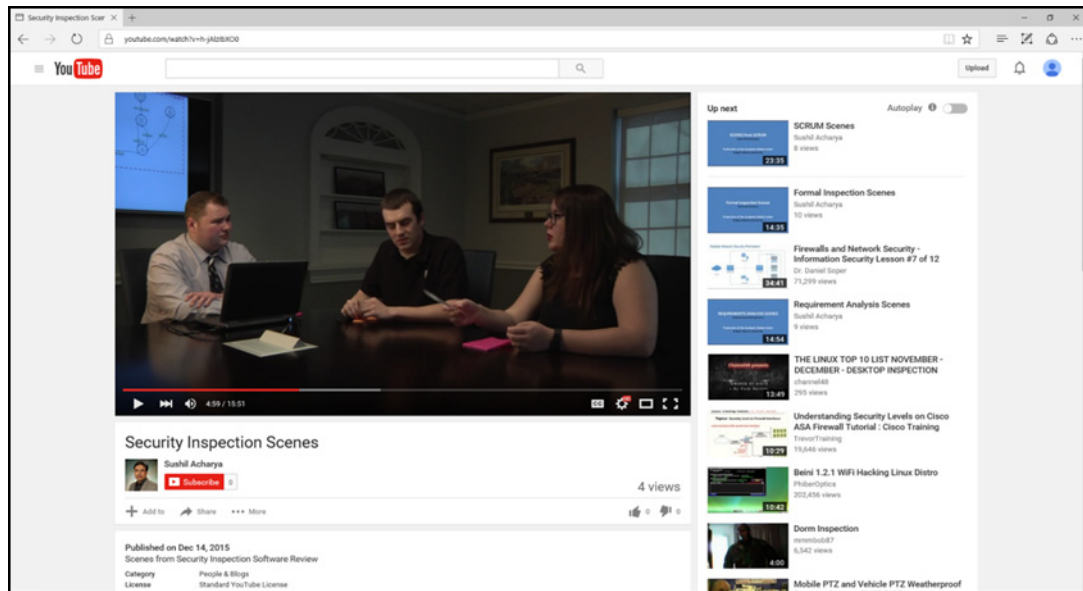 Security Inspection Scer
youtube.com/watch?v=h-jAlztbXO0
YouTube
Upload
4:59 / 15:51
CC
HD
Security Inspection Scenes
Sushil Acharya
Subscribe 0
4 views
Add to Share More
0 0
Published on Dec 14, 2015
Scenes from Security Inspection Software Review
Category People & Blogs
License Standard YouTube License
Up next
Autoplay
SCRUM Scenes
Sushil Acharya
8 views
23:35
Formal Inspection Scenes
Sushil Acharya
10 views
14:35
Firewalls and Network Security -
Information Security Lesson #7 of 12
Dr. Daniel Soper
71,299 views
34:41
Requirement Analysis Scenes
Sushil Acharya
9 views
14:54
THE LINUX TOP 10 LIST NOVEMBER -
DECEMBER - DESKTOP INSPECTION
channel48
295 views
13:49
Understanding Security Levels on Cisco
ASA Firewall Tutorial : Cisco Training
TrevorTraining
19,646 views
10:29
Beini 1.2.1 WiFi Hacking Linux Distro
PhiberOptics
202,456 views
10:42
Dorm Inspection
mmmbob87
6,542 views
4:00
Mobile PTZ and Vehicle PTZ Weatherproof